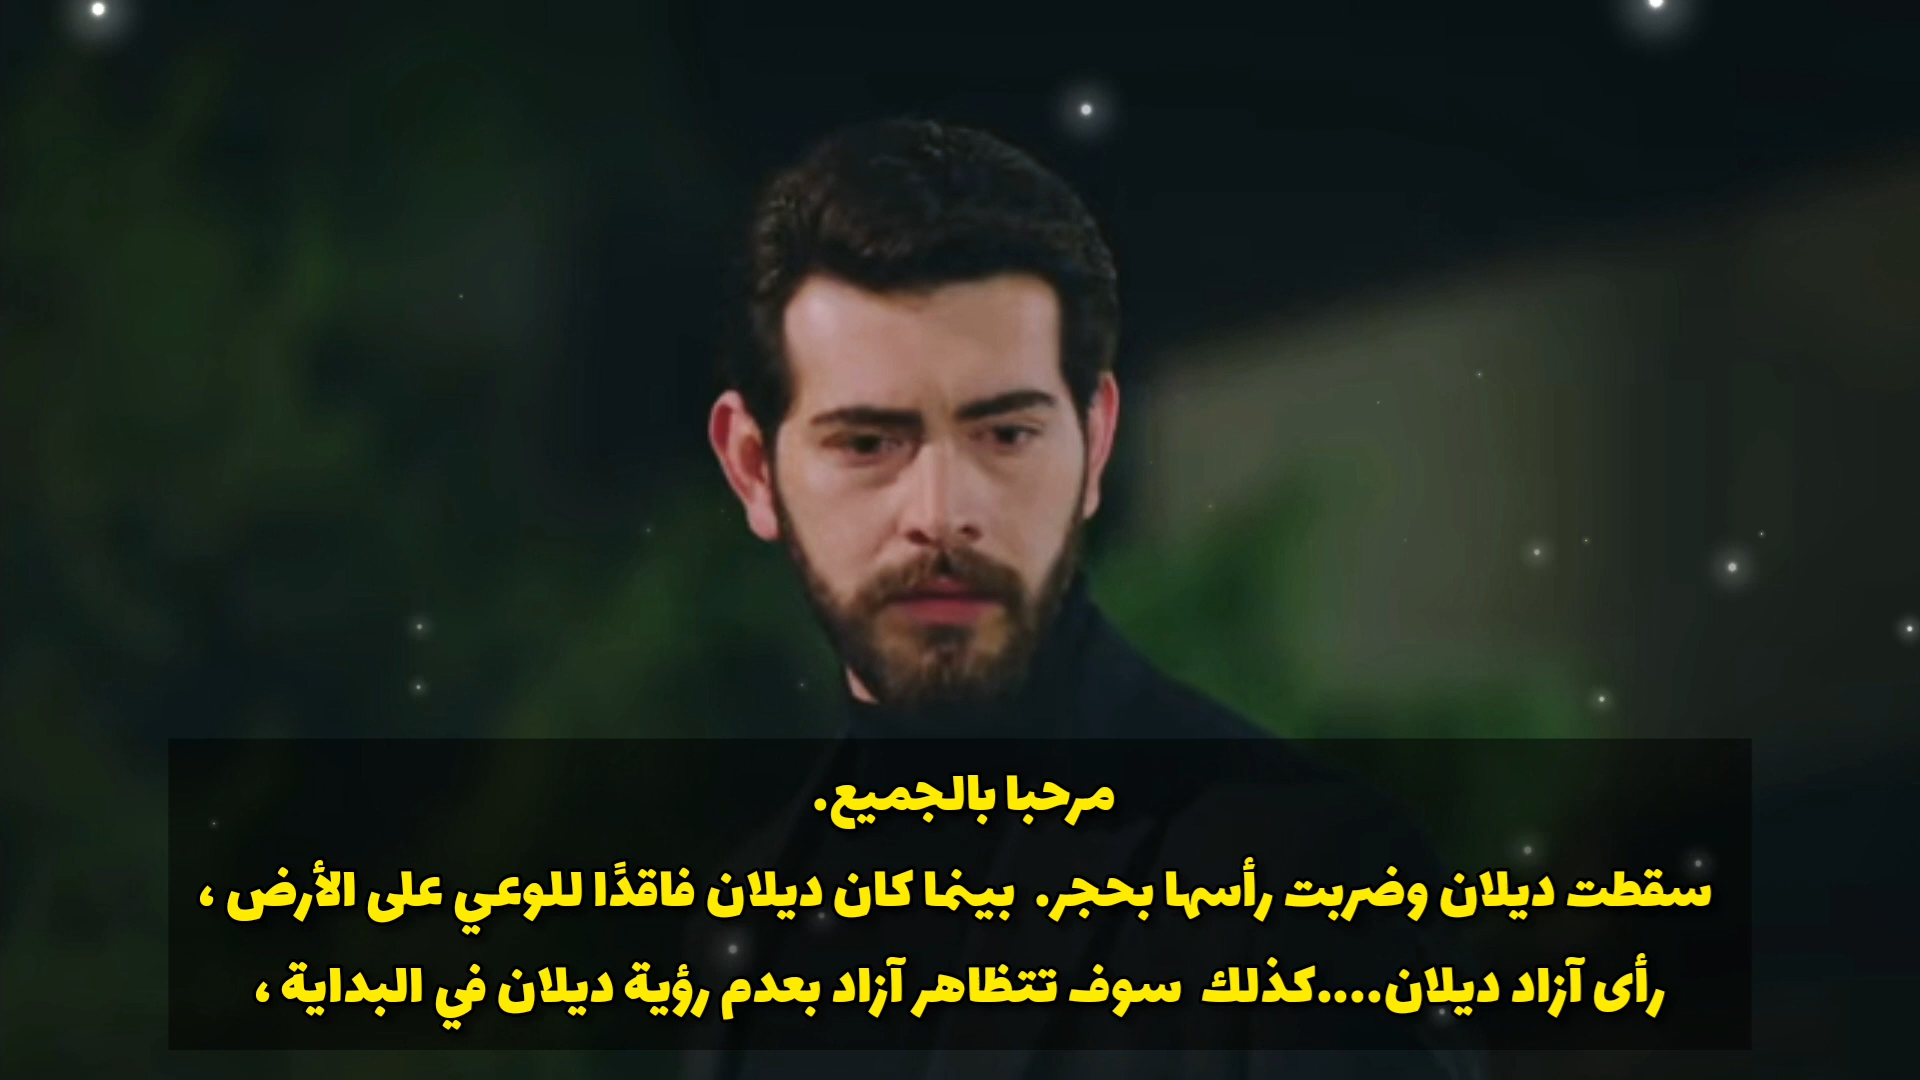 مرحبا بالجميع.
سقطت ديلان وضربت رأسها بحجر. بينما كان ديلان فاقدًا للوعي على الأرض ،
رأى آزاد ديلان....كذلك سوف تتظاهر آزاد بعدم رؤية ديلان في البداية ،